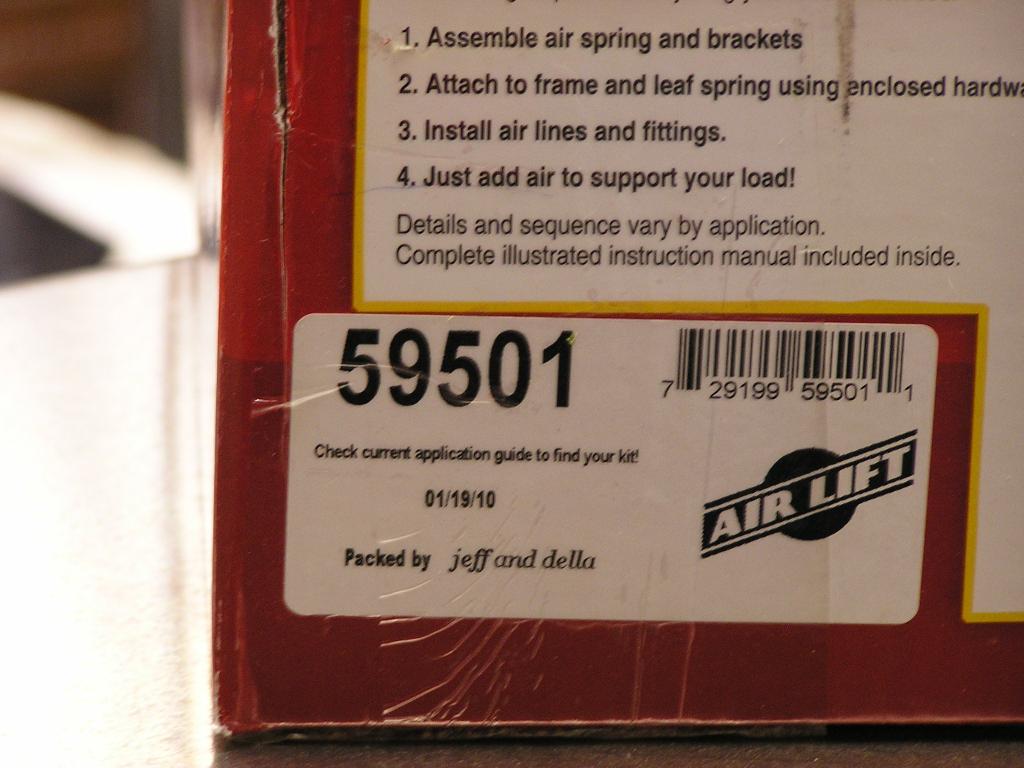 1. Assemble air spring and brackets
2. Attach to frame and leaf spring using enclosed
3. Install air lines and fittings.
4. Just add air to support your load!
Details and sequence vary by application.
Complete illustrated instruction manual included inside.
59501
7 29199 59501 1
Check current application guide to find your kit!
01/19/10
AIR LIFT
Packed by jeff and della